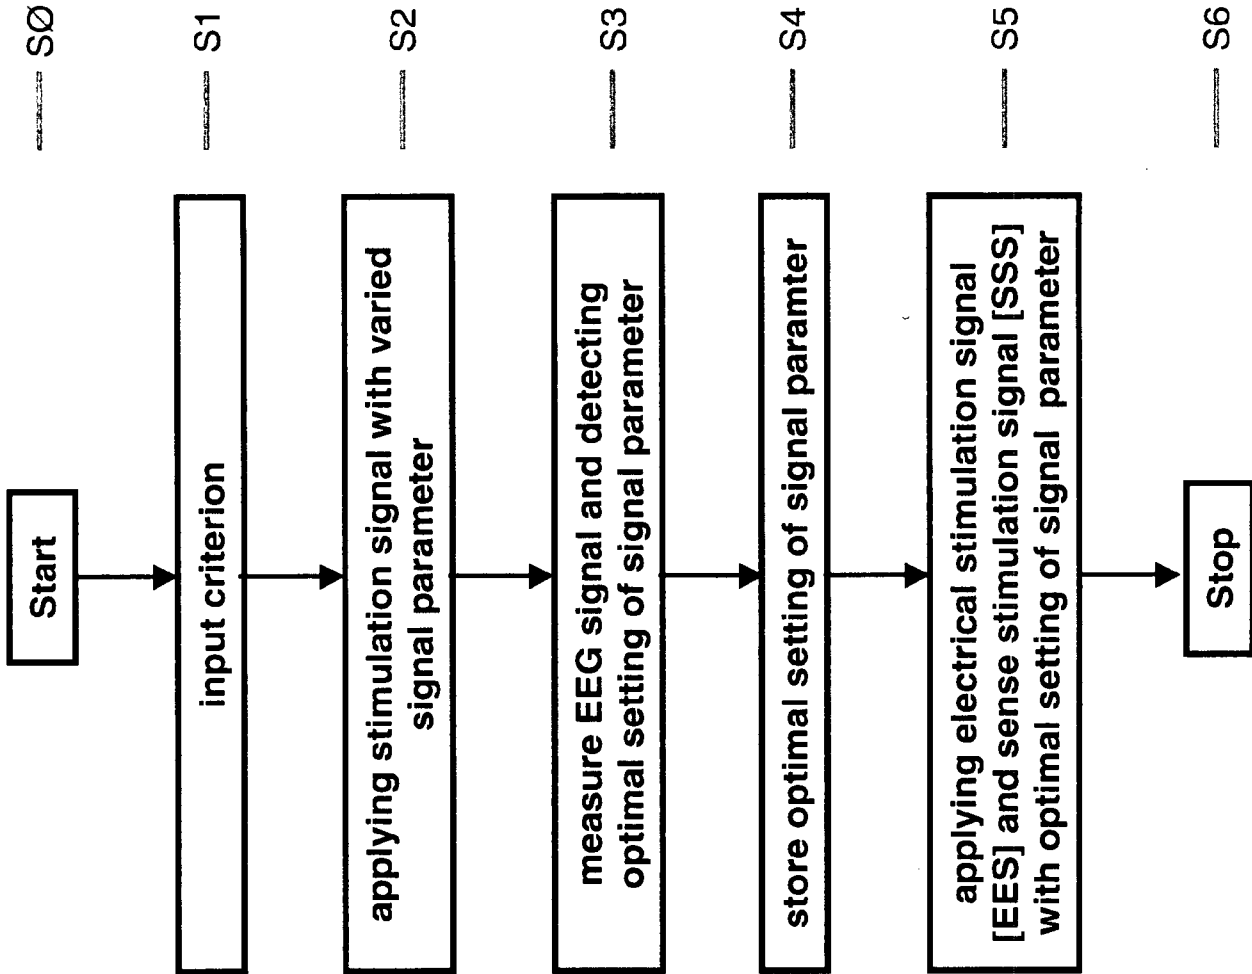 Start
SØ
input criterion
S1
applying stimulation signal with varied
signal parameter
S2
measure EEG signal and detecting
optimal setting of signal parameter
S3
store optimal setting of signal paramter
S4
applying electrical stimulation signal
[EES] and sense stimulation signal [SSS]
with optimal setting of signal parameter
S5
Stop
S6